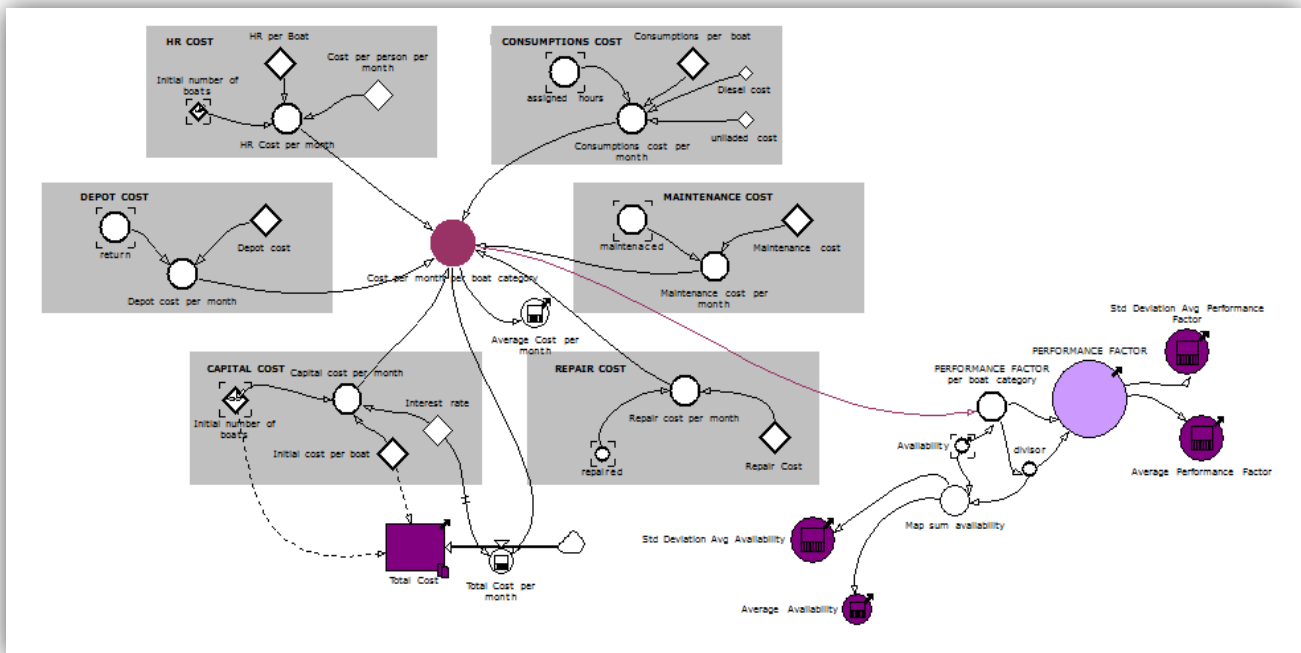 HR COST
HR per Boat
Cost per person per
month
Initial number of
boats
HR Cost per month
CONSUMPTIONS COST
Consumptions per boat
assigned hours
Diesel cost
unlladed cost
Consumptions cost per
month
DEPOT COST
return
Depot cost
Depot cost per month
MAINTENANCE COST
maintenaced
Maintenance cost
Maintenance cost per
month
Cost per month per boat category
Average Cost per
month
CAPITAL COST
Capital cost per month
Initial number of
boats
Interest rate
Initial cost per boat
REPAIR COST
Repair cost per month
repaired
Repair Cost
Total Cost
Total Cost per
month
Std Deviation Avg Performance
Factor
PERFORMANCE FACTOR
PERFORMANCE FACTOR
per boat category
Availability
divisor
Average Performance Factor
Map sum availability
Std Deviation Avg Availability
Average Availability